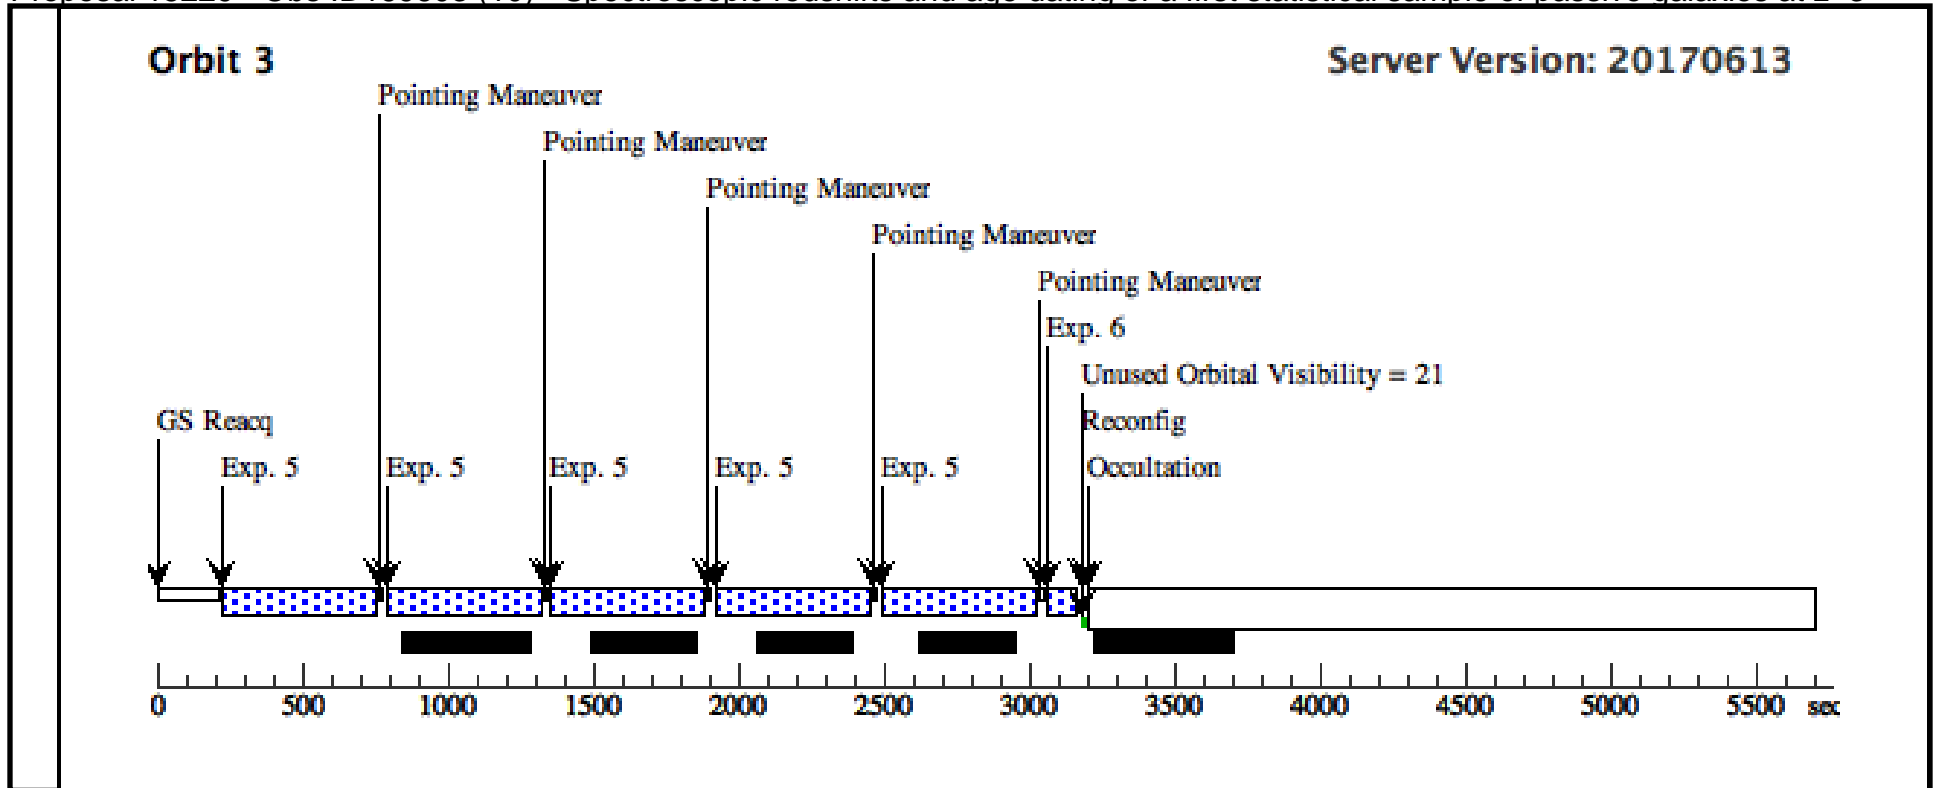 Orbit 3
Server Version: 20170613
Pointing Maneuver
Pointing Maneuver
Pointing Maneuver
Pointing Maneuver
Pointing Maneuver
Exp. 6
Unused Orbital Visibility = 21
GS Reacq
Reconfig
Exp. 5
Exp. 5
Exp. 5
Exp. 5
Exp. 5
Occultation
0 500 1000 1500 2000 2500 3000 3500 4000 4500 5000 5500 sec